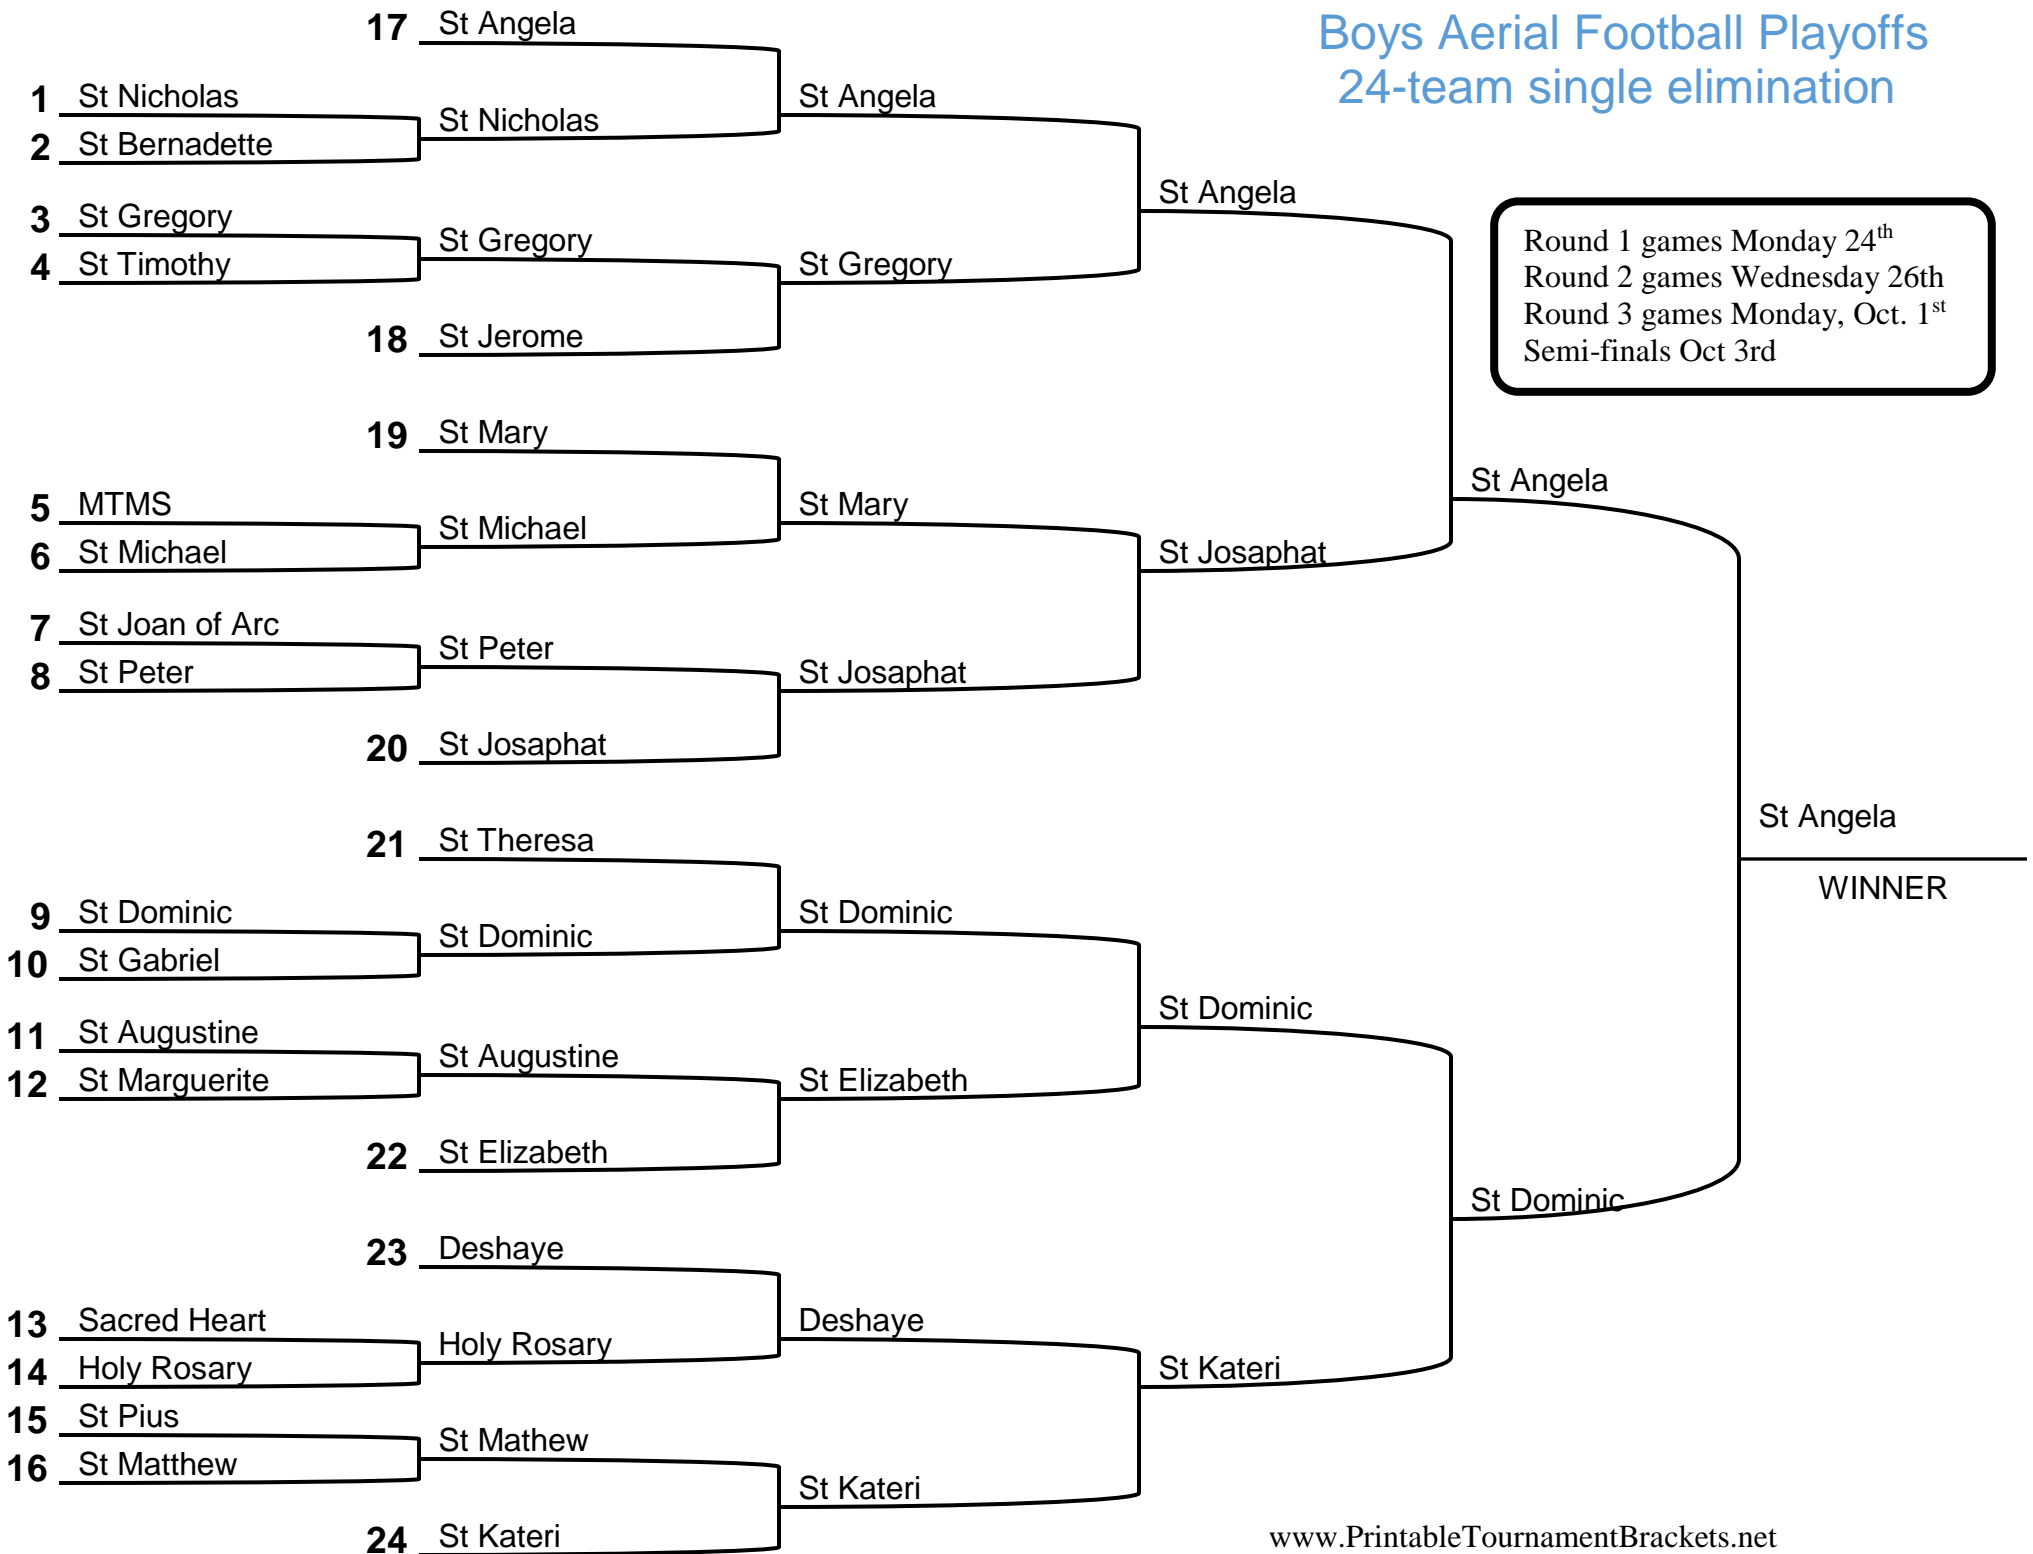 Boys Aerial Football Playoffs
24-team single elimination
17 St Angela
1 St Nicholas
St Angela
St Nicholas
2 St Bernadette
St Angela
3 St Gregory
St Gregory
4 St Timothy
St Gregory
18 St Jerome
Round 1 games Monday 24th
Round 2 games Wednesday 26th
Round 3 games Monday, Oct. 1st
Semi-finals Oct 3rd
19 St Mary
St Angela
5 MTMS
St Mary
St Michael
6 St Michael
St Josaphat
7 St Joan of Arc
St Peter
8 St Peter
St Josaphat
20 St Josaphat
St Angela
WINNER
21 St Theresa
9 St Dominic
St Dominic
St Dominic
10 St Gabriel
St Dominic
11 St Augustine
St Augustine
12 St Marguerite
St Elizabeth
22 St Elizabeth
St Dominic
23 Deshaye
13 Sacred Heart
Deshaye
Holy Rosary
14 Holy Rosary
St Kateri
15 St Pius
St Mathew
16 St Matthew
St Kateri
24 St Kateri
www.PrintableTournamentBrackets.net